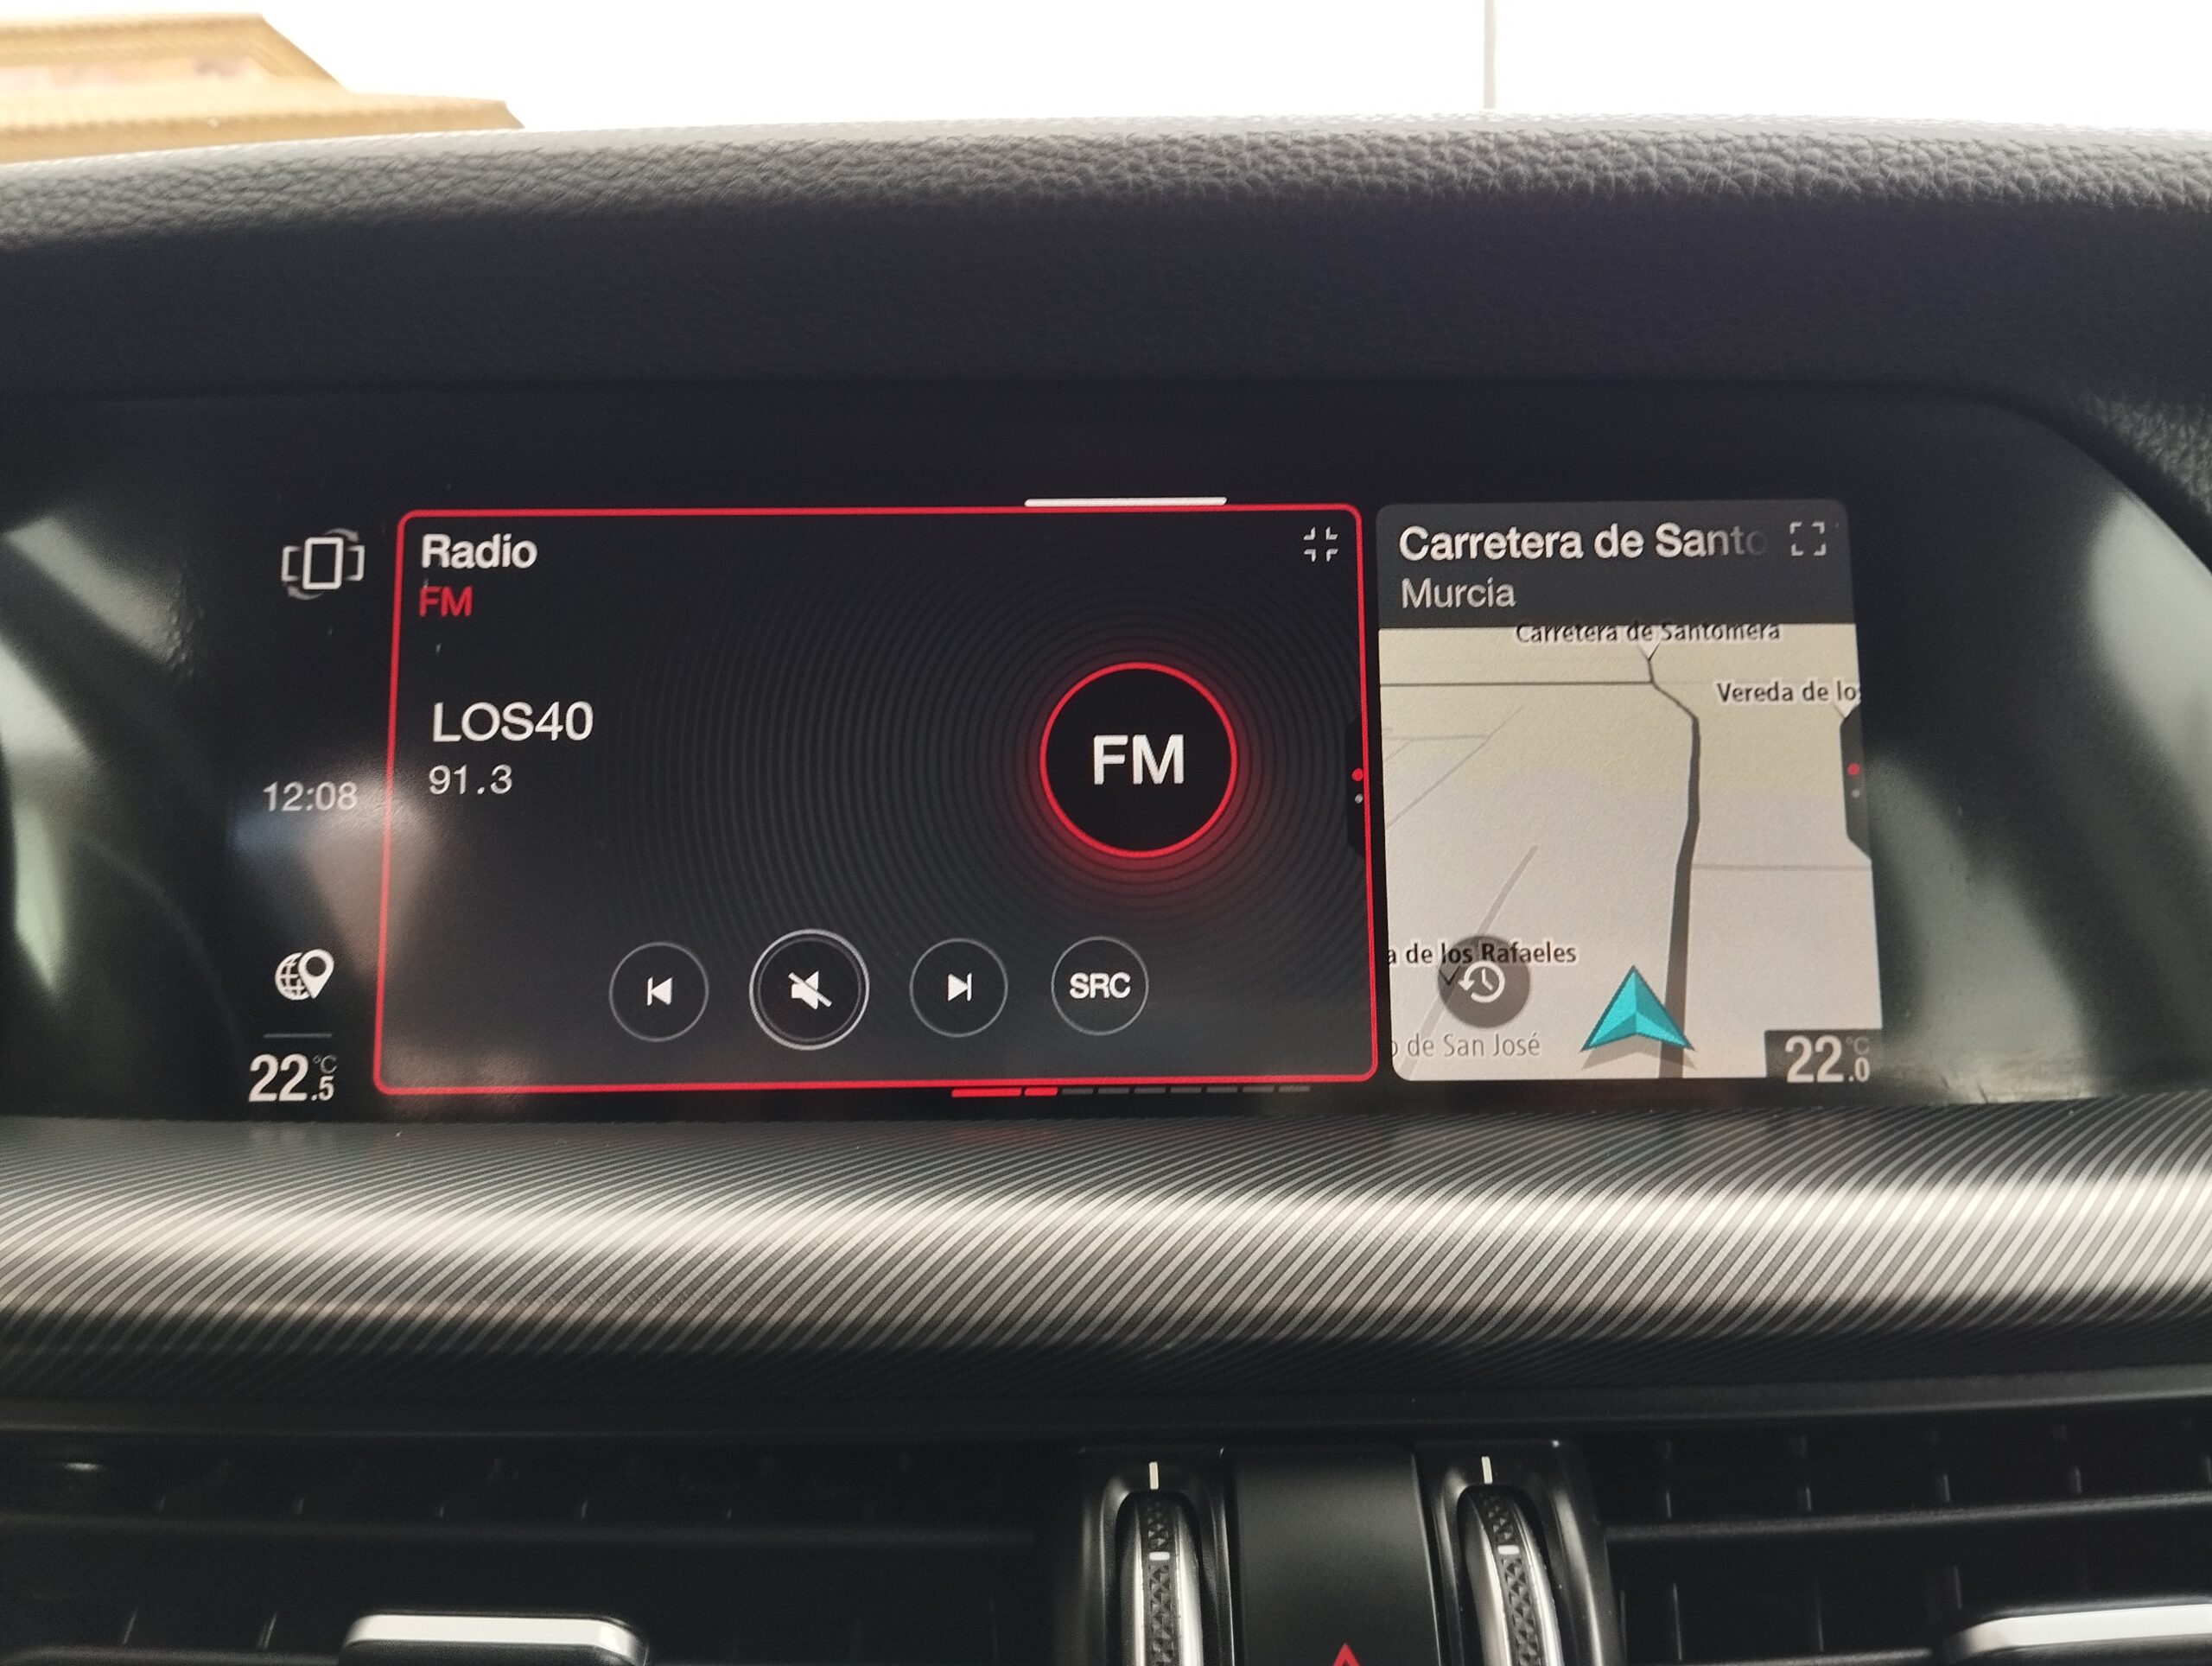 Radio
FM
LOS40
91.3
FM
SRC
12:08
22.5 °C
Carretera de Santo
Murcia
Carretera de Santomera
Vereda de lo
a de los Rafaeles
de San José
22.0 °C